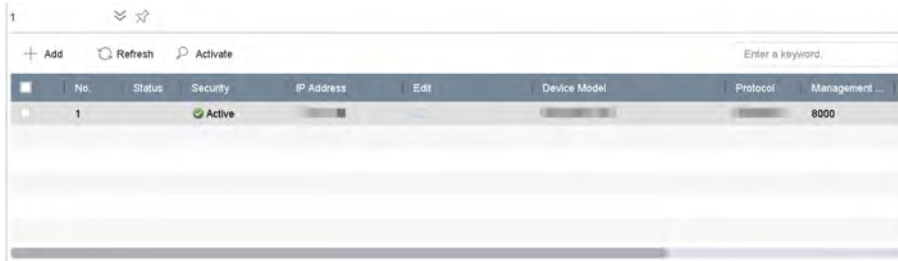 1
Add Refresh Activate Enter a keyword.
No. Status Security IP Address Edit Device Model Protocol Management ...
1 Active 8000